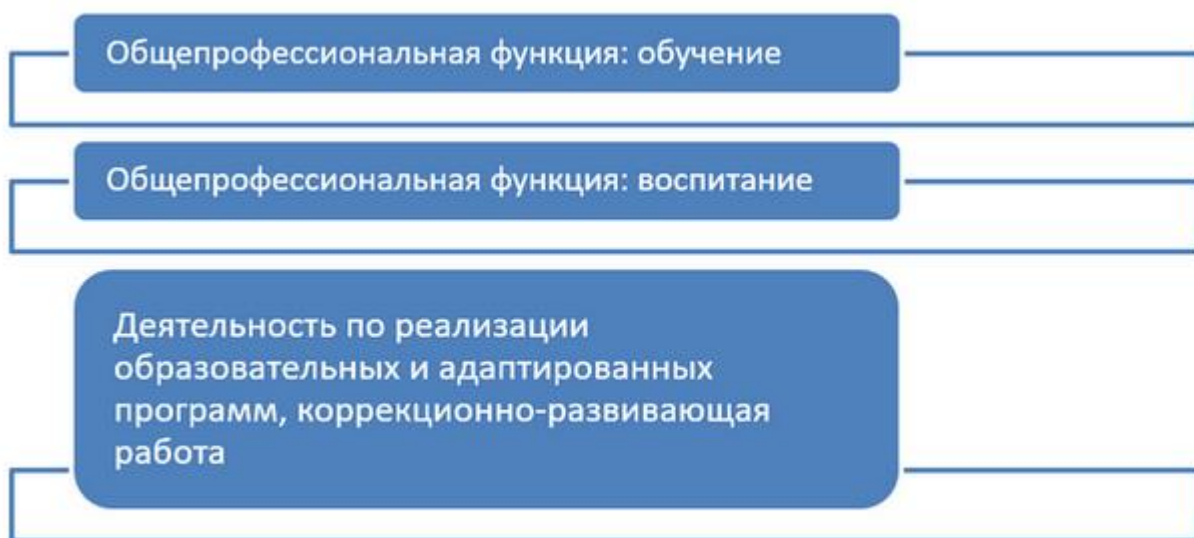 Общепрофессиональная функция: обучение
Общепрофессиональная функция: воспитание
Деятельность по реализации
образовательных и адаптированных
программ, коррекционно-развивающая
работа